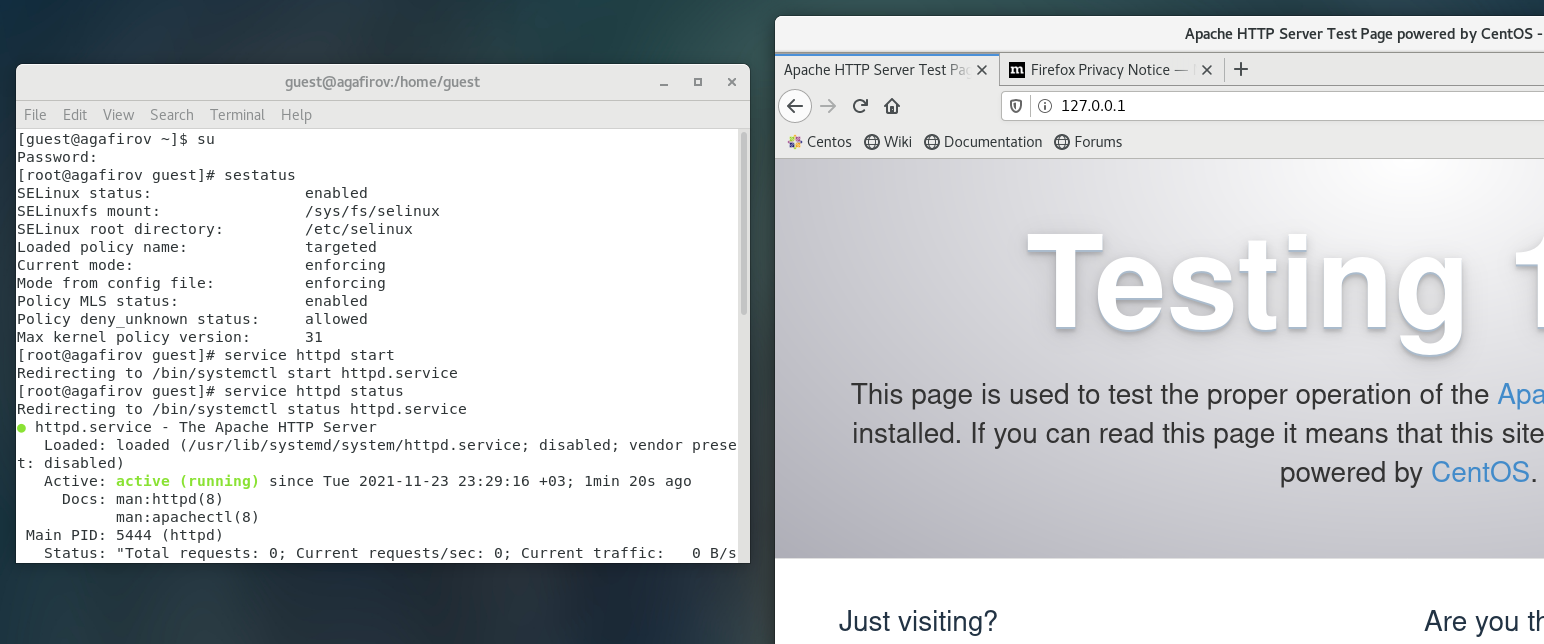 guest@agafirov:/home/guest
File Edit View Search Terminal Help
[guest@agafirov ~]$ su
Password:
[root@agafirov guest]# sestatus
SELinux status:                 enabled
SELinuxfs mount:                /sys/fs/selinux
SELinux root directory:         /etc/selinux
Loaded policy name:             targeted
Current mode:                   enforcing
Mode from config file:          enforcing
Policy MLS status:              enabled
Policy deny_unknown status:     allowed
Max kernel policy version:      31
[root@agafirov guest]# service httpd start
Redirecting to /bin/systemctl start httpd.service
[root@agafirov guest]# service httpd status
Redirecting to /bin/systemctl status httpd.service
● httpd.service - The Apache HTTP Server
   Loaded: loaded (/usr/lib/systemd/system/httpd.service; disabled; vendor prese
t: disabled)
   Active: active (running) since Tue 2021-11-23 23:29:16 +03; 1min 20s ago
     Docs: man:httpd(8)
           man:apachectl(8)
 Main PID: 5444 (httpd)
   Status: "Total requests: 0; Current requests/sec: 0; Current traffic:   0 B/s
Apache HTTP Server Test Page powered by CentOS -
Apache HTTP Server Test Pag
m Firefox Privacy Notice —
127.0.0.1
Centos Wiki Documentation Forums
Testing 1
This page is used to test the proper operation of the Apa
installed. If you can read this page it means that this site
powered by CentOS.
Just visiting?
Are you th